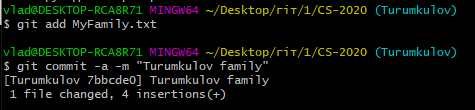 vlad@DESKTOP-RCA8R71 MINGW64 ~/Desktop/гіт/1/CS-2020 (Turumkulov)
$ git add MyFamily.txt
vlad@DESKTOP-RCA8R71 MINGW64 ~/Desktop/гіт/1/CS-2020 (Turumkulov)
$ git commit -a -m "Turumkulov family"
[Turumkulov 7bbcde0] Turumkulov family
1 file changed, 4 insertions(+)